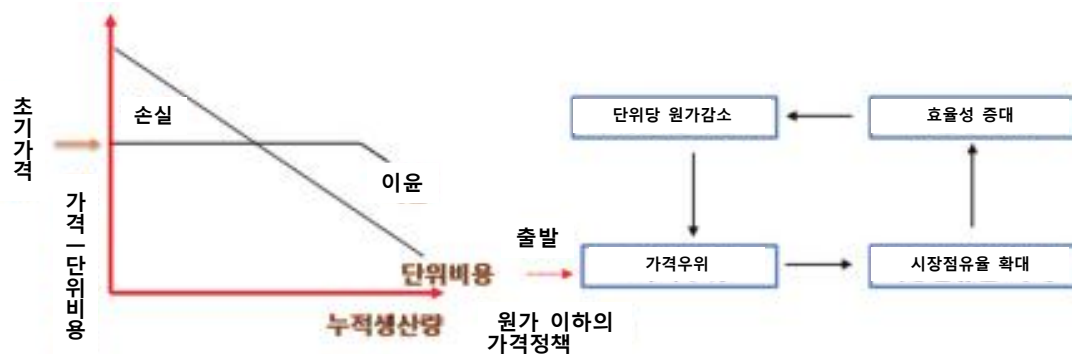 초기가격
손실
이윤
가격ㅣ단위비용
단위비용
누적생산량
출발
원가 이하의
가격정책
단위당 원가감소
효율성 증대
가격우위
시장점유율 확대